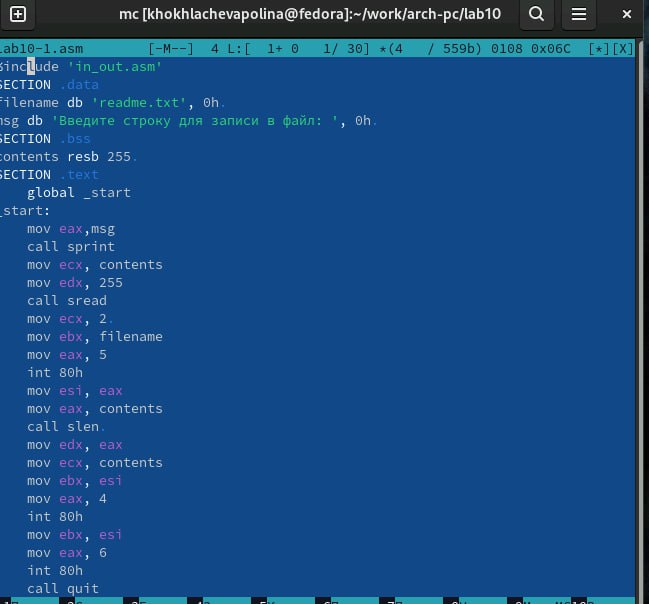 mc [khokhlachevapolina@fedora]:~/work/arch-pc/lab10
lab10-1.asm [-M--] 4 L:[ 1+ 0 1/ 30] *(4 / 559b) 0108 0x06C [*][X]
%include 'in_out.asm'
SECTION .data
filename db 'readme.txt', 0h.
msg db 'Введите строку для записи в файл: ', 0h.
SECTION .bss
contents resb 255.
SECTION .text
global _start
_start:
mov eax,msg
call sprint
mov ecx, contents
mov edx, 255
call sread
mov ecx, 2.
mov ebx, filename
mov eax, 5
int 80h
mov esi, eax
mov eax, contents
call slen.
mov edx, eax
mov ecx, contents
mov ebx, esi
mov eax, 4
int 80h
mov ebx, esi
mov eax, 6
int 80h
call quit